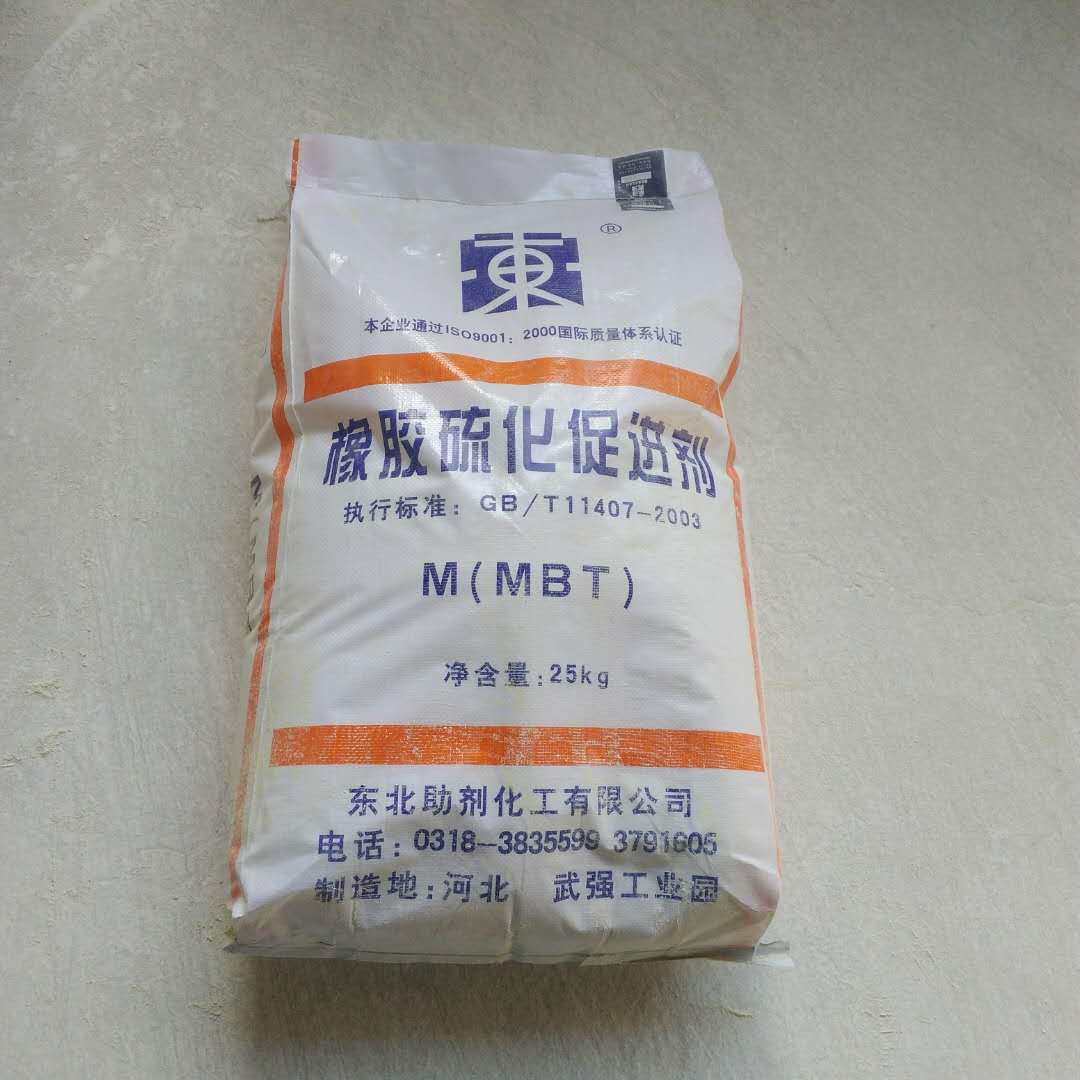 東
®
本企业通过ISO9001：2000国际质量体系认证
橡胶硫化促进剂
执行标准：GB/T11407-2003
M(MBT)
净含量：25kg
东北助剂化工有限公司
电话：0318-3835599 3791605
制造地：河北 武强工业园